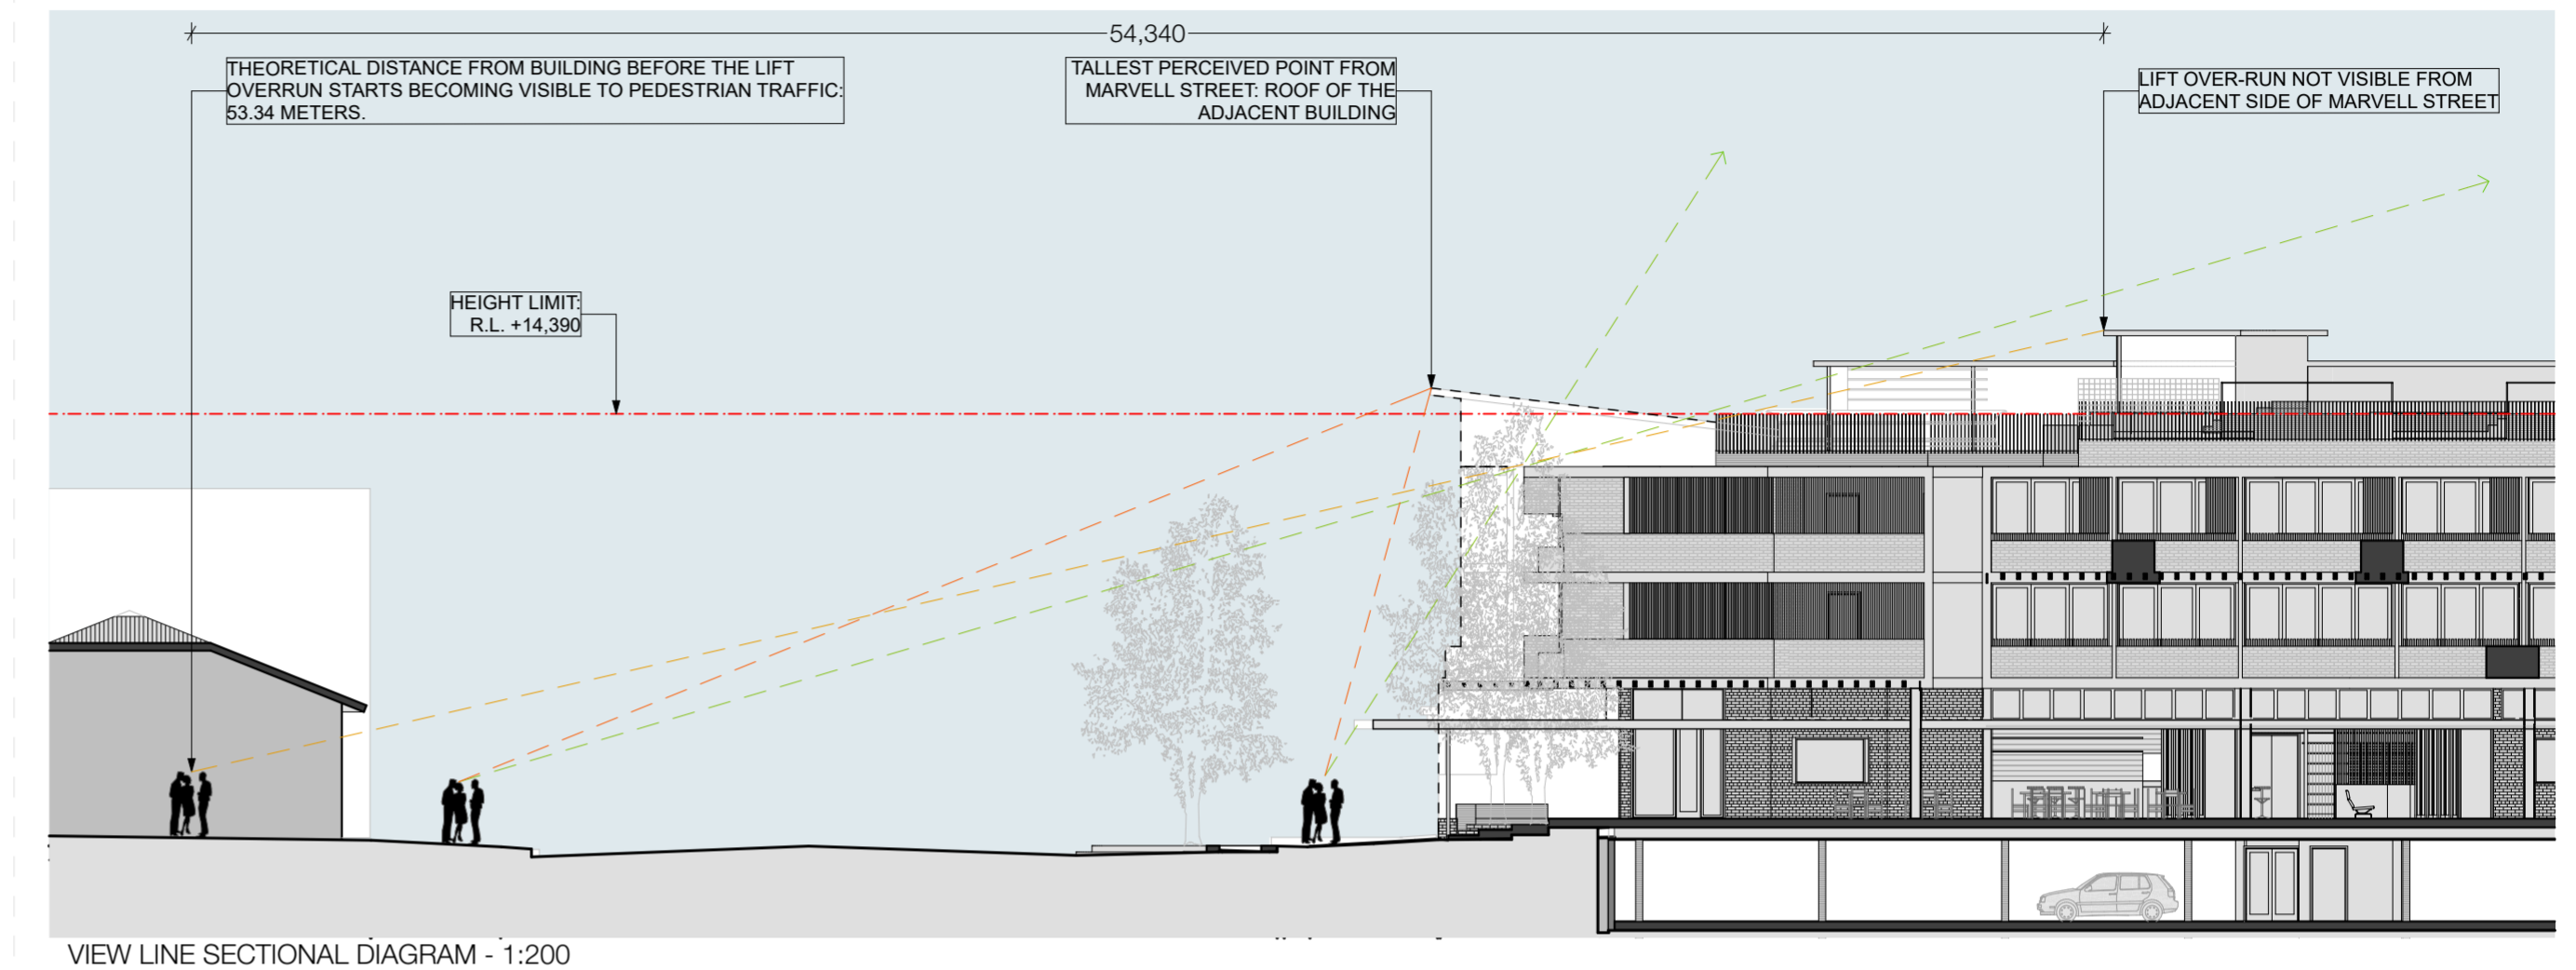 54,340
THEORETICAL DISTANCE FROM BUILDING BEFORE THE LIFT
OVERRUN STARTS BECOMING VISIBLE TO PEDESTRIAN TRAFFIC:
53.34 METERS.
TALLEST PERCEIVED POINT FROM
MARVELL STREET: ROOF OF THE
ADJACENT BUILDING
LIFT OVER-RUN NOT VISIBLE FROM
ADJACENT SIDE OF MARVELL STREET
HEIGHT LIMIT:
R.L. +14,390
VIEW LINE SECTIONAL DIAGRAM - 1:200